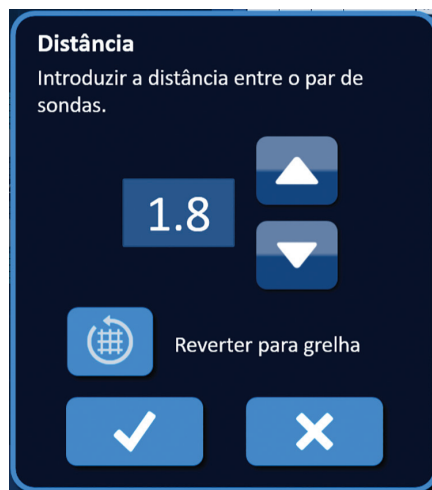 Distância
Introduzir a distância entre o par de
sondas.
1.8
Reverter para grelha